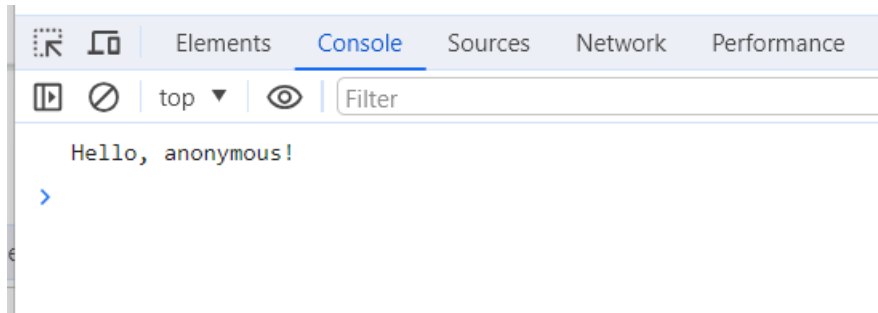 Elements Console Sources Network Performance
top ▼ Filter
Hello, anonymous!
>